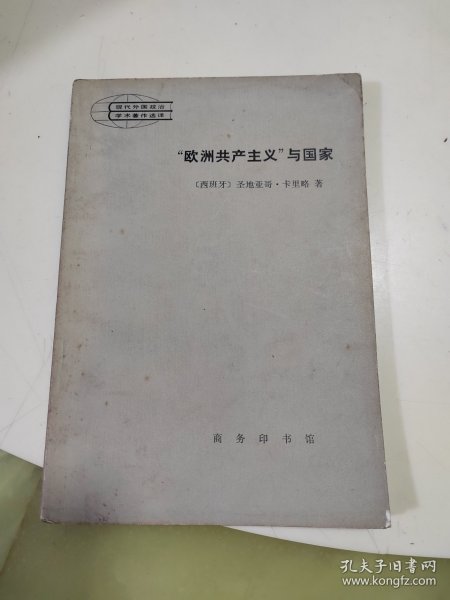 现代外国政治
学术著作选译
“欧洲共产主义”与国家
〔西班牙〕圣地亚哥·卡里略 著
商务印书馆
孔夫子旧书网
www.kongfz.com